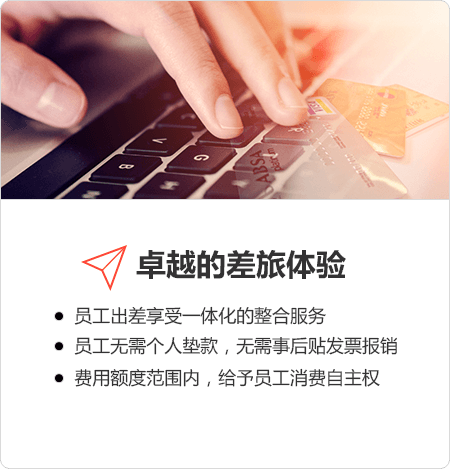 VISA
ABSA
卓越的差旅体验
员工出差享受一体化的整合服务
员工无需个人垫款，无需事后贴发票报销
费用额度范围内，给予员工消费自主权